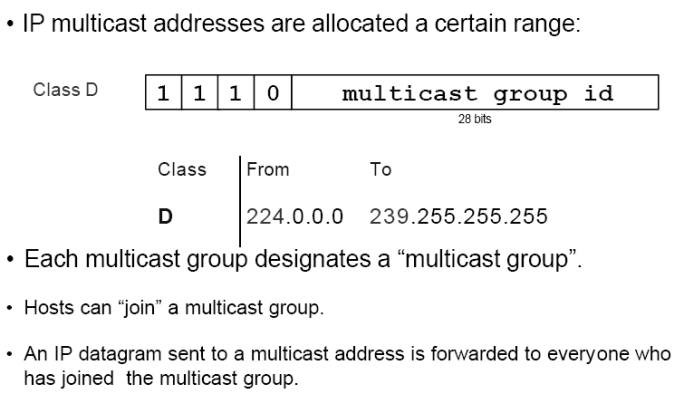 • IP multicast addresses are allocated a certain range:
Class D 1 1 1 0 multicast group id
28 bits
Class From To
D 224.0.0.0 239.255.255.255
• Each multicast group designates a “multicast group”.
• Hosts can “join” a multicast group.
• An IP datagram sent to a multicast address is forwarded to everyone who
has joined the multicast group.